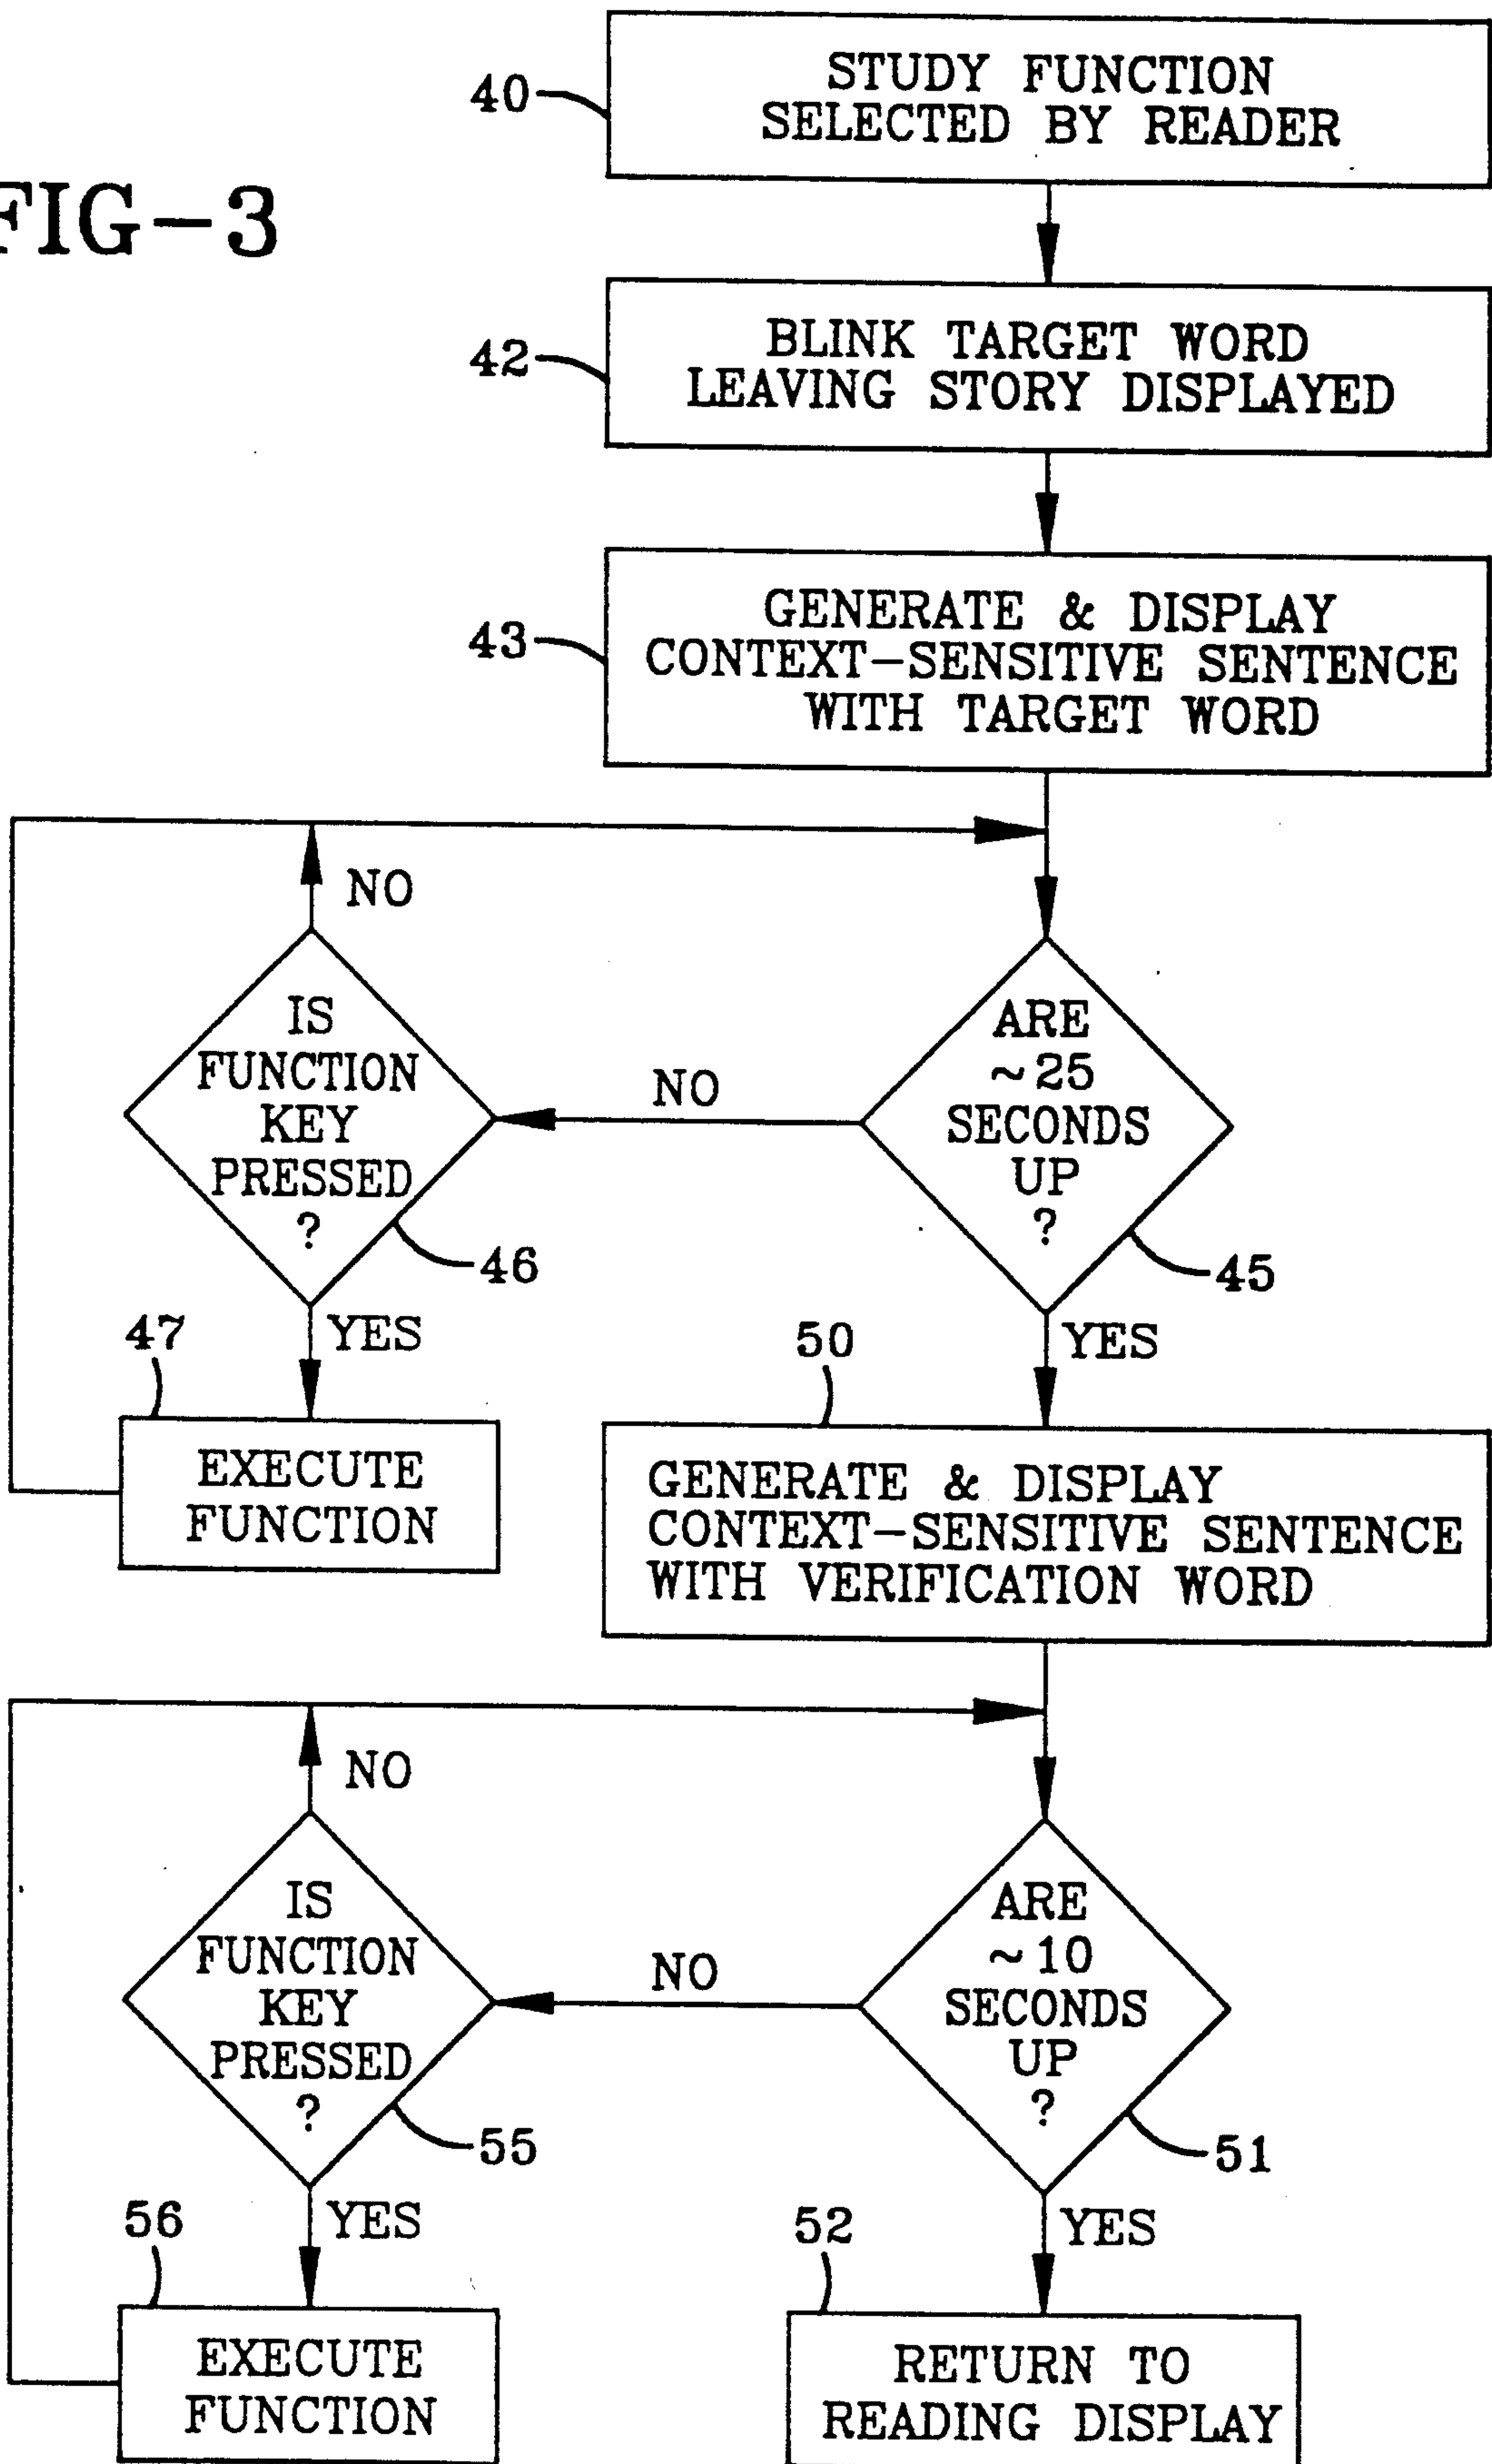 FIG-3
40
STUDY FUNCTION
SELECTED BY READER
42
BLINK TARGET WORD
LEAVING STORY DISPLAYED
43
GENERATE & DISPLAY
CONTEXT-SENSITIVE SENTENCE
WITH TARGET WORD
NO
IS
FUNCTION
KEY
PRESSED
?
46
NO
ARE
~25
SECONDS
UP
?
45
YES
47
EXECUTE
FUNCTION
YES
50
GENERATE & DISPLAY
CONTEXT-SENSITIVE SENTENCE
WITH VERIFICATION WORD
NO
IS
FUNCTION
KEY
PRESSED
?
55
NO
ARE
~10
SECONDS
UP
?
51
YES
56
EXECUTE
FUNCTION
YES
52
RETURN TO
READING DISPLAY